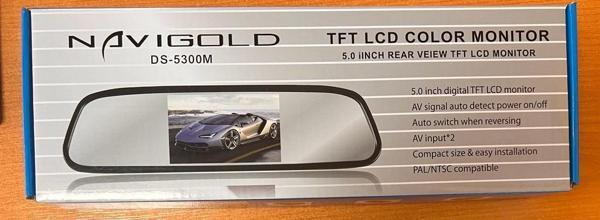 NAVIGOLD
DS-5300M
TFT LCD COLOR MONITOR
5.0 iINCH REAR VEIEW TFT LCD MONITOR
5.0 inch digital TFT LCD monitor
AV signal auto detect power on/off
Auto switch when reversing
AV input*2
Compact size & easy installation
PAL/NTSC compatible